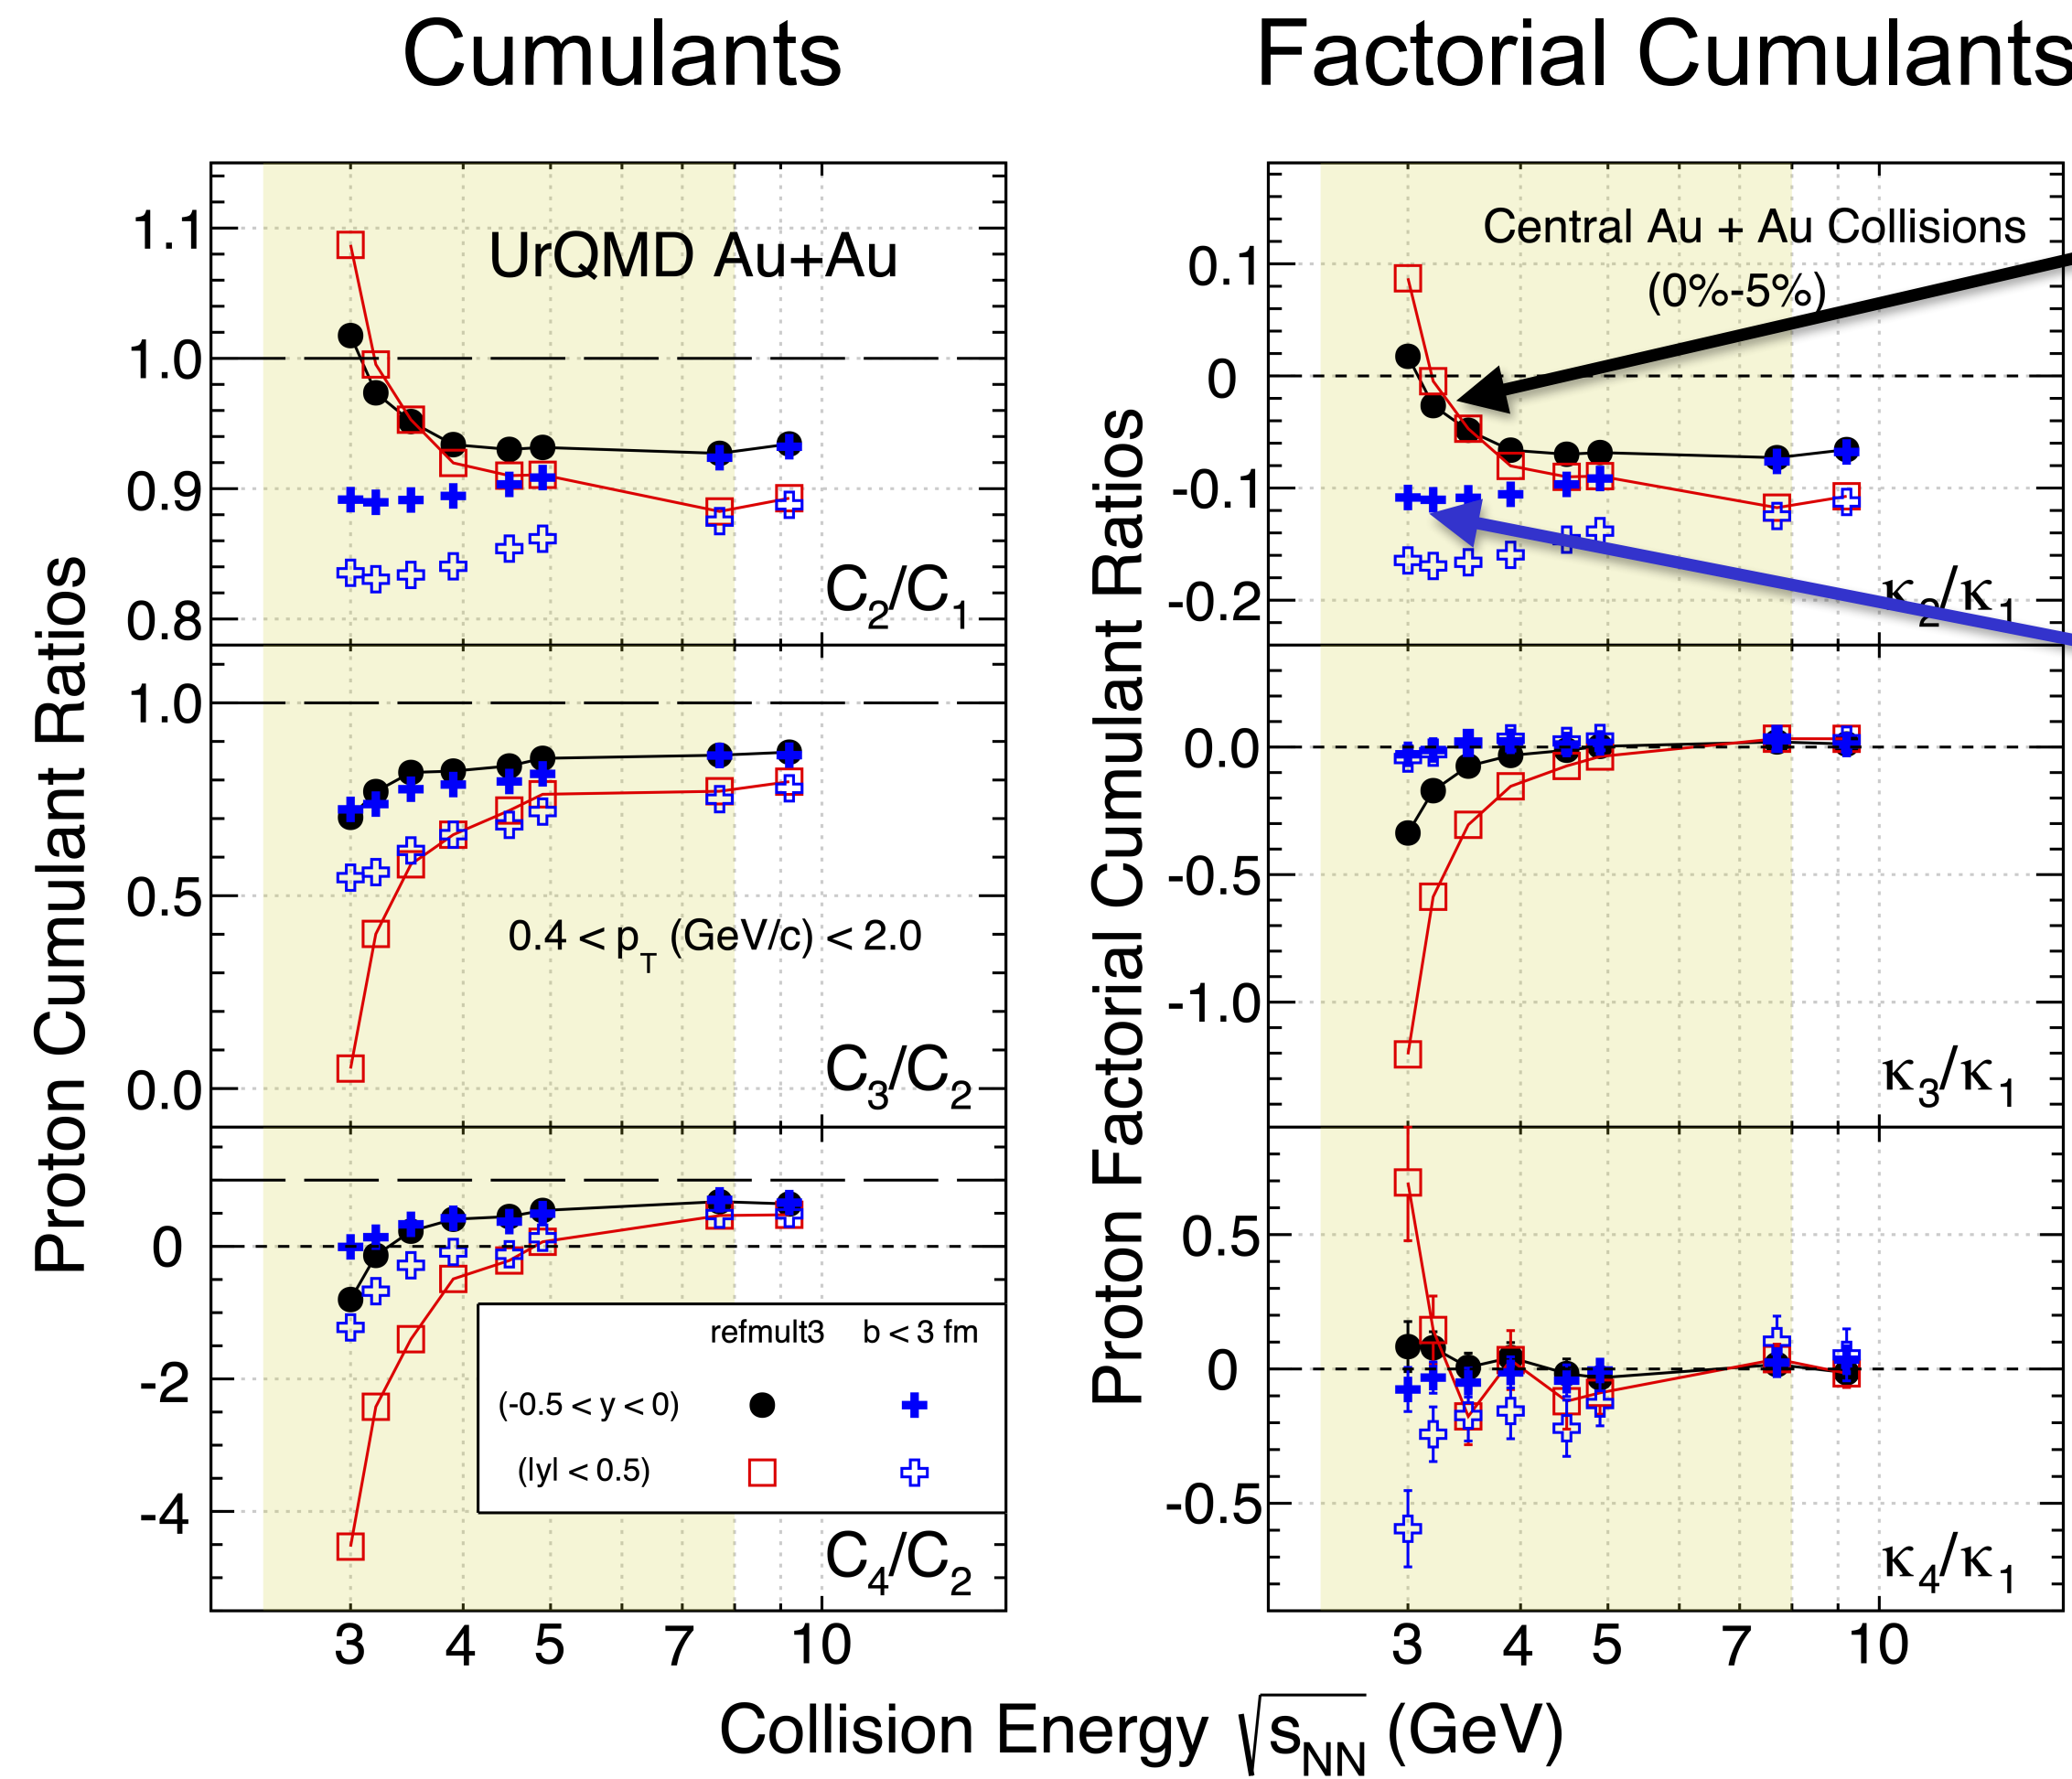 Cumulants
Factorial Cumulants
Proton Cumulant Ratios
1.1
1.0
0.9
0.8
UrQMD Au+Au
C2/C1
1.0
0.5
0.0
0.4 < pT (GeV/c) < 2.0
C3/C2
0
-2
-4
refmult3 b < 3 fm
(-0.5 < y < 0)
(|y| < 0.5)
C4/C2
3 4 5 7 10
Proton Factorial Cumulant Ratios
0.1
0
-0.1
-0.2
Central Au + Au Collisions
(0%-5%)
κ2/κ1
0.0
-0.5
-1.0
κ3/κ1
0.5
0
-0.5
κ4/κ1
3 4 5 7 10
Collision Energy √sNN (GeV)